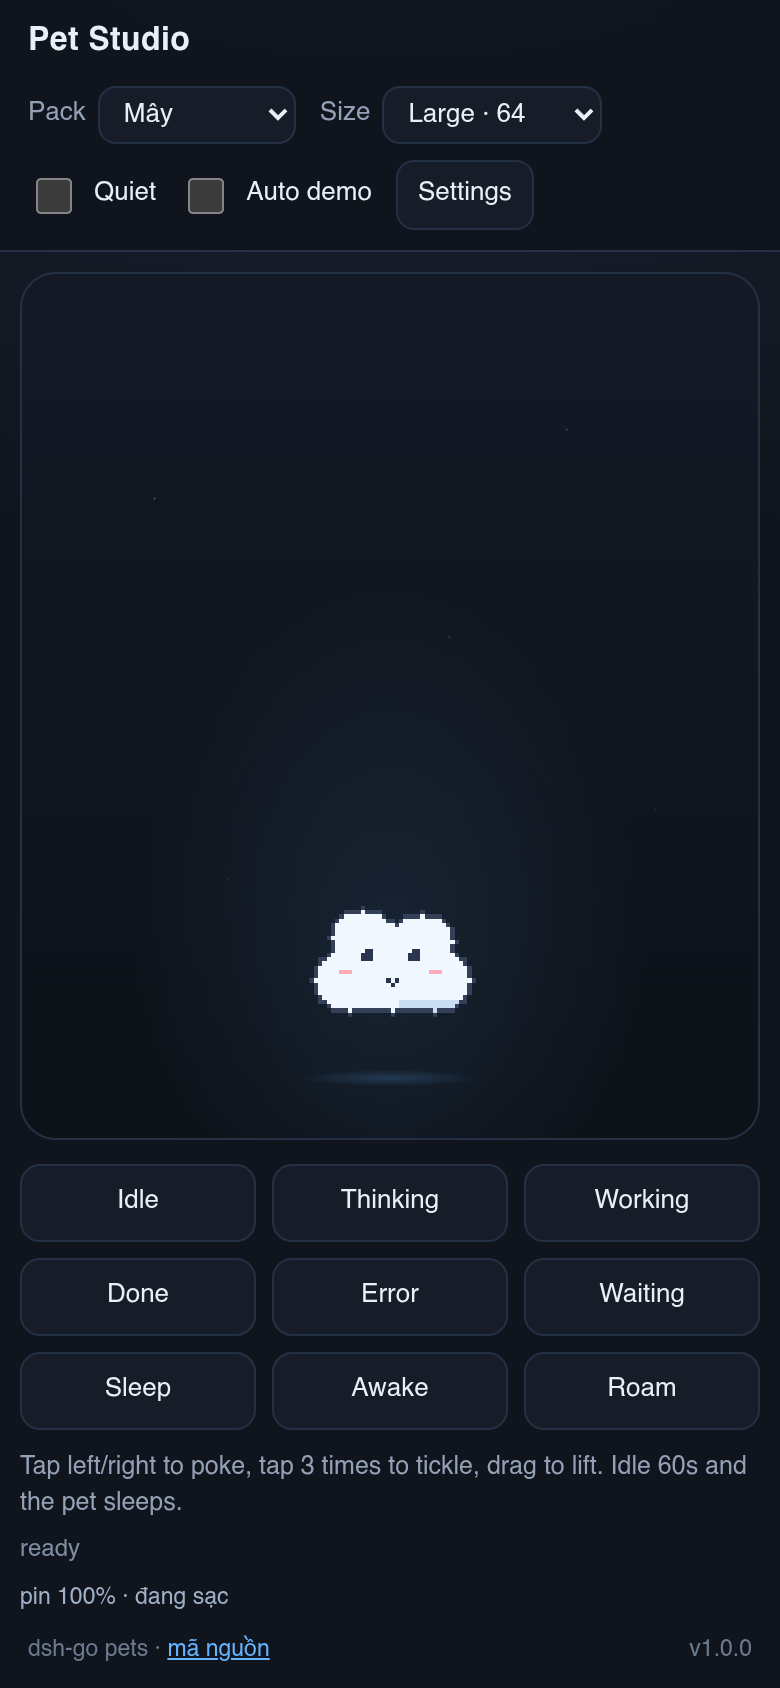 Pet Studio
Pack Mây Size Large · 64
Quiet Auto demo Settings
Idle Thinking Working
Done Error Waiting
Sleep Awake Roam
Tap left/right to poke, tap 3 times to tickle, drag to lift. Idle 60s and
the pet sleeps.
ready
pin 100% · đang sạc
dsh-go pets · mã nguồn v1.0.0